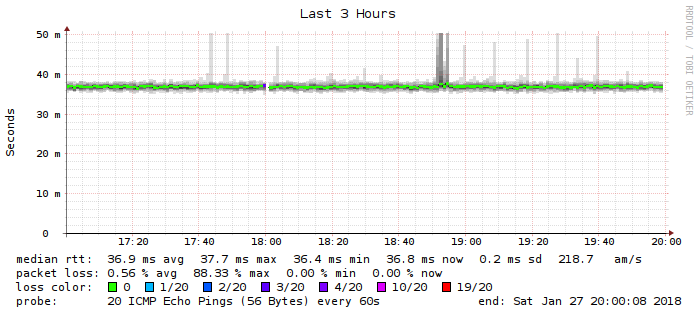 Last 3 Hours
RRDTOOL / TOBI OETIKER
Seconds
50 m
40 m
30 m
20 m
10 m
0
17:20 17:40 18:00 18:20 18:40 19:00 19:20 19:40 20:00
median rtt: 36.9 ms avg 37.7 ms max 36.4 ms min 36.8 ms now 0.2 ms sd 218.7 am/s
packet loss: 0.56 % avg 88.33 % max 0.00 % min 0.00 % now
loss color: 0 1/20 2/20 3/20 4/20 10/20 19/20
probe: 20 ICMP Echo Pings (56 Bytes) every 60s end: Sat Jan 27 20:00:08 2018